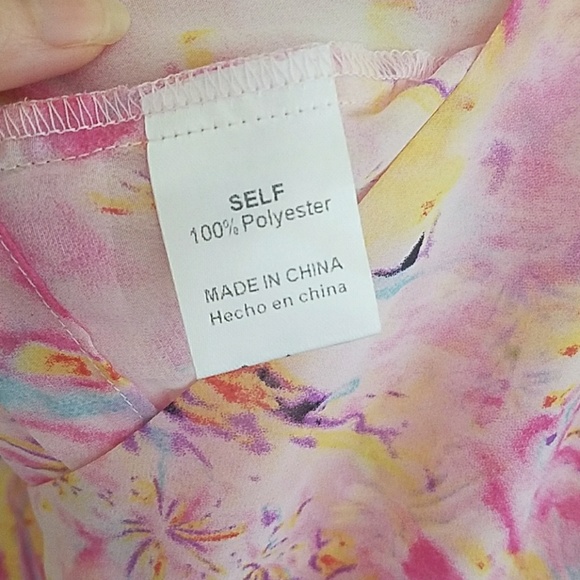 SELF
100% Polyester
MADE IN CHINA
Hecho en china